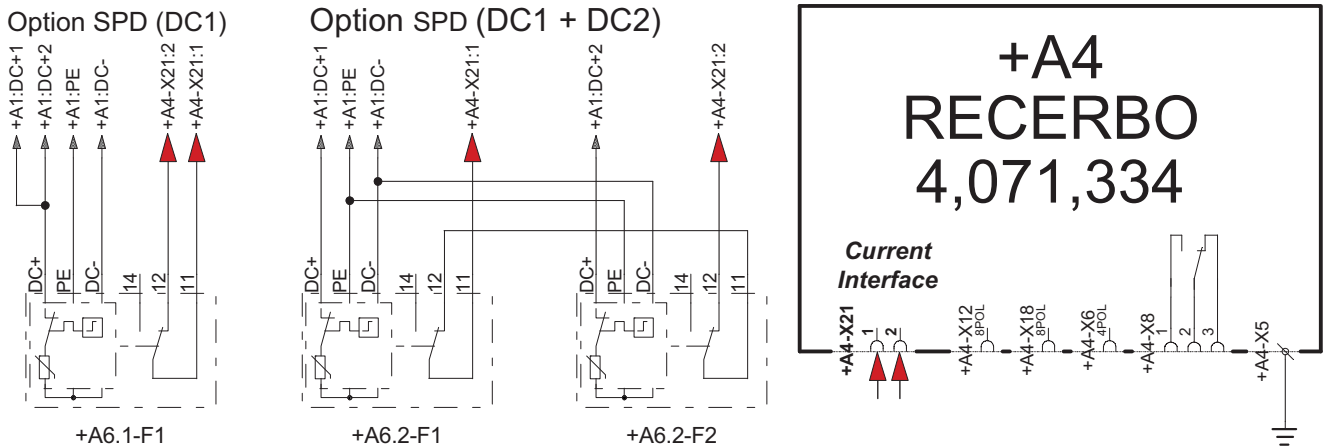 Option SPD (DC1)
+A1:DC+1
+A1:DC+2
+A1:PE
+A1:DC-
+A4-X21:2
+A4-X21:1
DC+
PE
DC-
14
12
11
+A6.1-F1
Option SPD (DC1 + DC2)
+A1:DC+1
+A1:PE
+A1:DC-
+A4-X21:1
+A1:DC+2
+A4-X21:2
DC+
PE
DC-
14
12
11
DC+
PE
DC-
14
12
11
+A6.2-F1
+A6.2-F2
+A4
RECERBO
4,071,334
Current
Interface
+A4-X21
1
2
+A4-X12
8POL
+A4-X18
8POL
+A4-X6
4POL
+A4-X8
1
2
3
+A4-X5